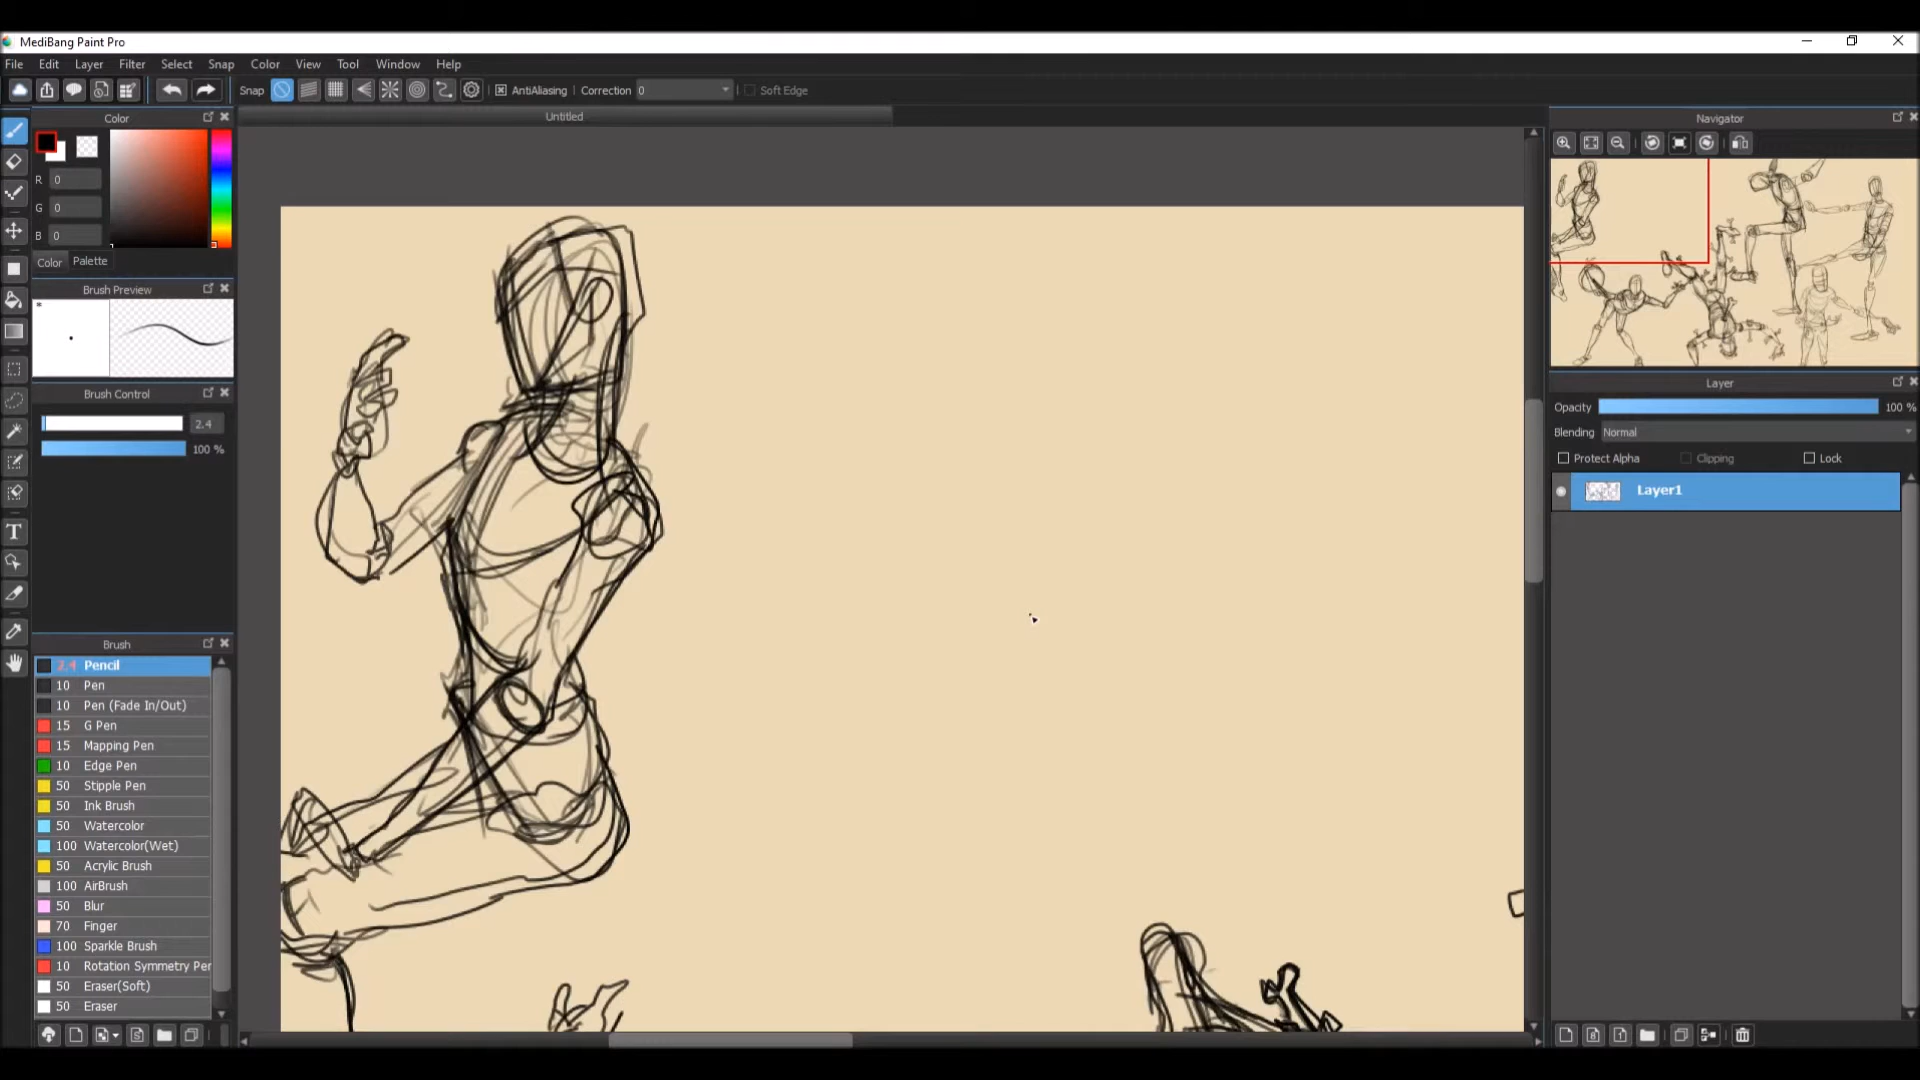 MediBang Paint Pro
File Edit Layer Filter Select Snap Color View Tool Window Help
Snap AntiAliasing Correction 0 Soft Edge
Color
Untitled
Navigator
R 0
G 0
B 0
Color Palette
Brush Preview
Brush Control
2.4
100 %
Layer
Opacity 100 %
Blending Normal
Protect Alpha Clipping Lock
Layer1
Brush
2.4 Pencil
10 Pen
10 Pen (Fade In/Out)
15 G Pen
15 Mapping Pen
10 Edge Pen
50 Stipple Pen
50 Ink Brush
50 Watercolor
100 Watercolor(Wet)
50 Acrylic Brush
100 AirBrush
50 Blur
70 Finger
100 Sparkle Brush
10 Rotation Symmetry Per
50 Eraser(Soft)
50 Eraser